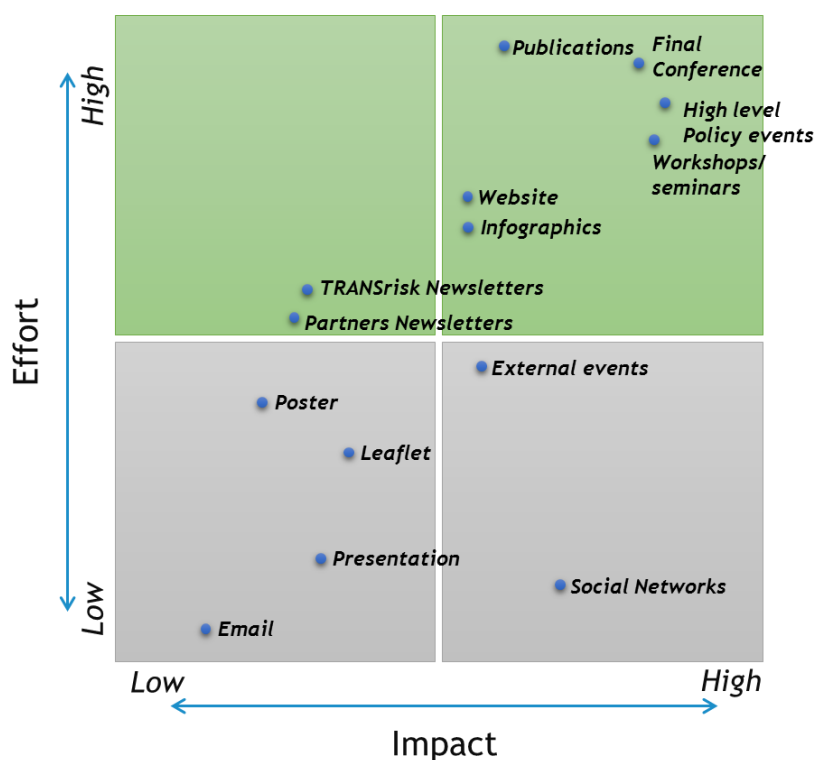 Publications
Final
Conference
High
High level
Policy events
Workshops/
seminars
Website
Infographics
TRANSrisk Newsletters
Partners Newsletters
Effort
External events
Poster
Leaflet
Presentation
Social Networks
Low
Email
Low
High
Impact